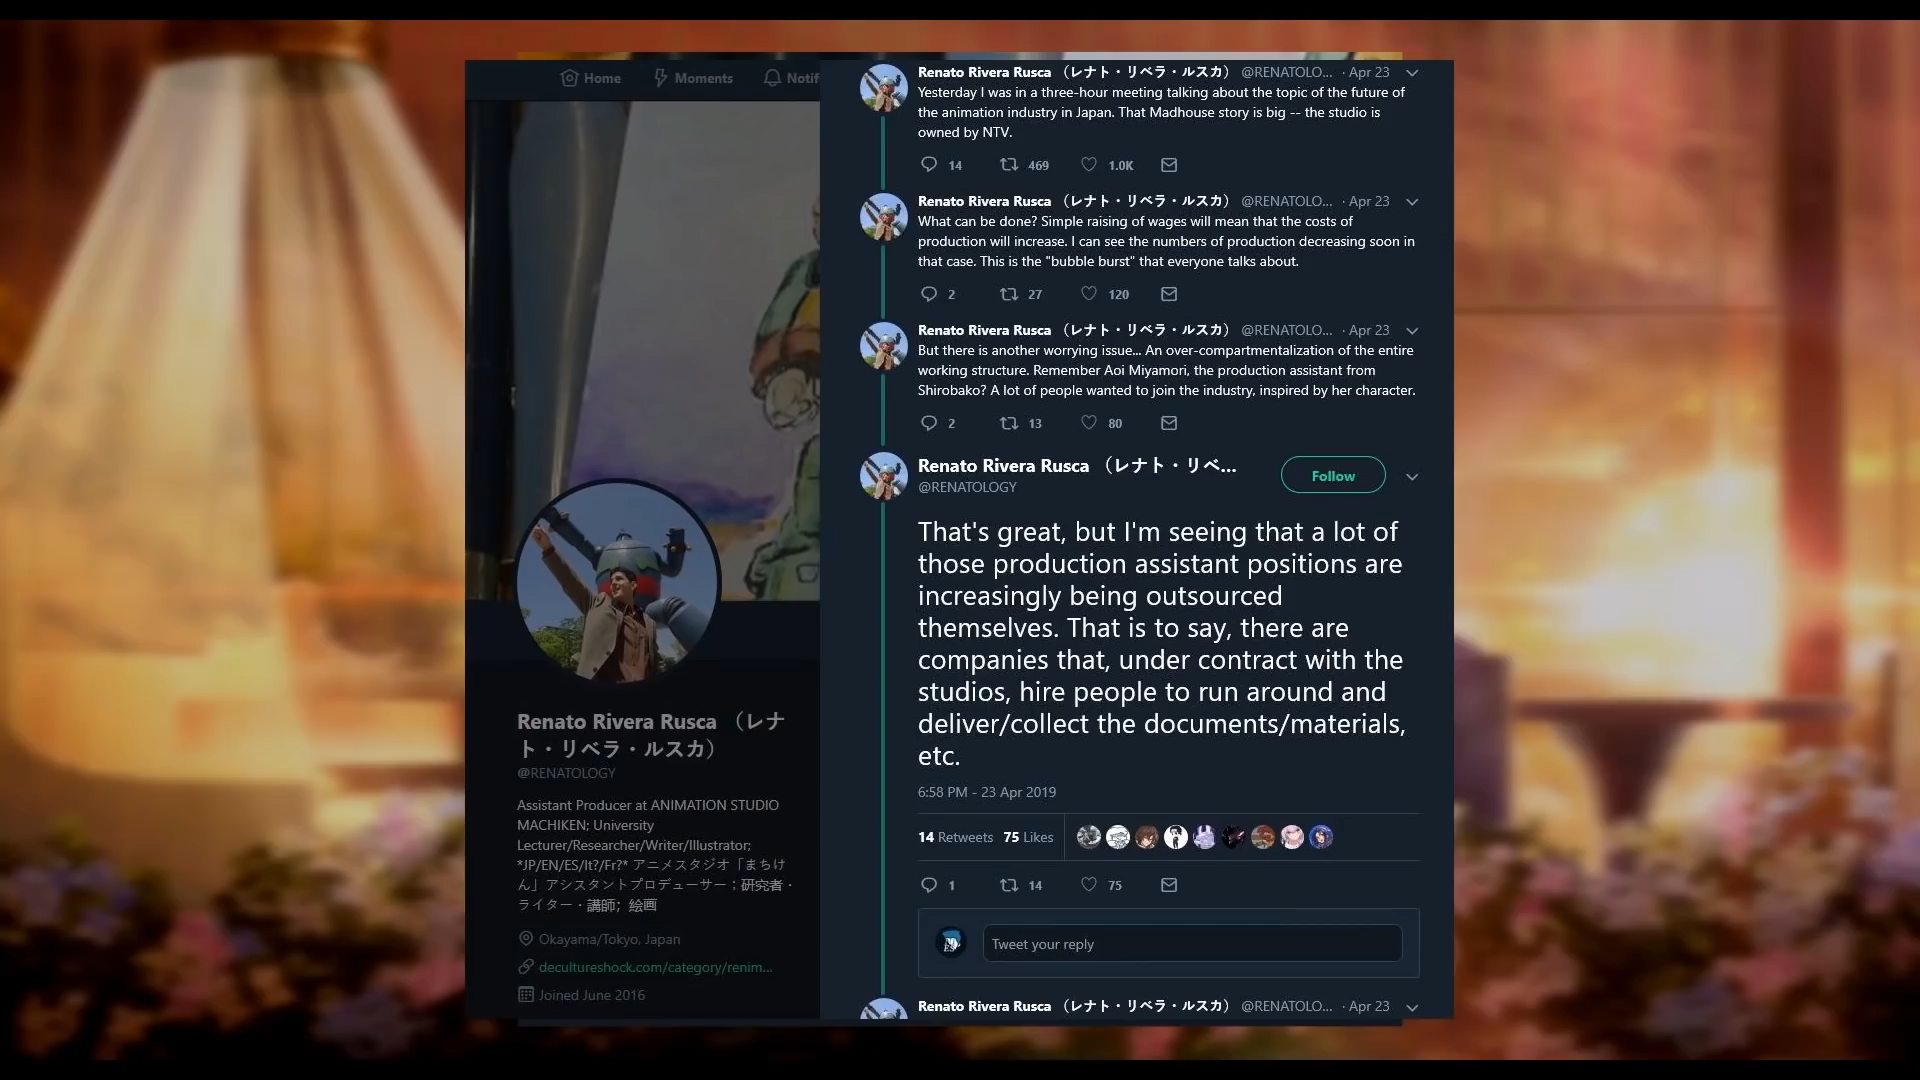 Home
Moments
Notif
Renato Rivera Rusca （レナト・リベラ・ルスカ） @RENATOLO... · Apr 23
Yesterday I was in a three-hour meeting talking about the topic of the future of
the animation industry in Japan. That Madhouse story is big -- the studio is
owned by NTV.
14 469 1.0K
Renato Rivera Rusca （レナト・リベラ・ルスカ） @RENATOLO... · Apr 23
What can be done? Simple raising of wages will mean that the costs of
production will increase. I can see the numbers of production decreasing soon in
that case. This is the "bubble burst" that everyone talks about.
2 27 120
Renato Rivera Rusca （レナト・リベラ・ルスカ） @RENATOLO... · Apr 23
But there is another worrying issue... An over-compartmentalization of the entire
working structure. Remember Aoi Miyamori, the production assistant from
Shirobako? A lot of people wanted to join the industry, inspired by her character.
2 13 80
Renato Rivera Rusca （レナト・リベ...
@RENATOLOGY
Follow
That's great, but I'm seeing that a lot of
those production assistant positions are
increasingly being outsourced
themselves. That is to say, there are
companies that, under contract with the
studios, hire people to run around and
deliver/collect the documents/materials,
etc.
6:58 PM - 23 Apr 2019
14 Retweets 75 Likes
1 14 75
Tweet your reply
Renato Rivera Rusca （レナト・リベラ・ルスカ） @RENATOLO... · Apr 23
Renato Rivera Rusca （レナ
ト・リベラ・ルスカ）
@RENATOLOGY
Assistant Producer at ANIMATION STUDIO
MACHIKEN; University
Lecturer/Researcher/Writer/Illustrator;
*JP/EN/ES/It?/Fr?* アニメスタジオ「まちけ
ん」アシスタントプロデューサー；研究者・
ライター・講師；絵画
Okayama/Tokyo, Japan
decultureshock.com/category/renim...
Joined June 2016